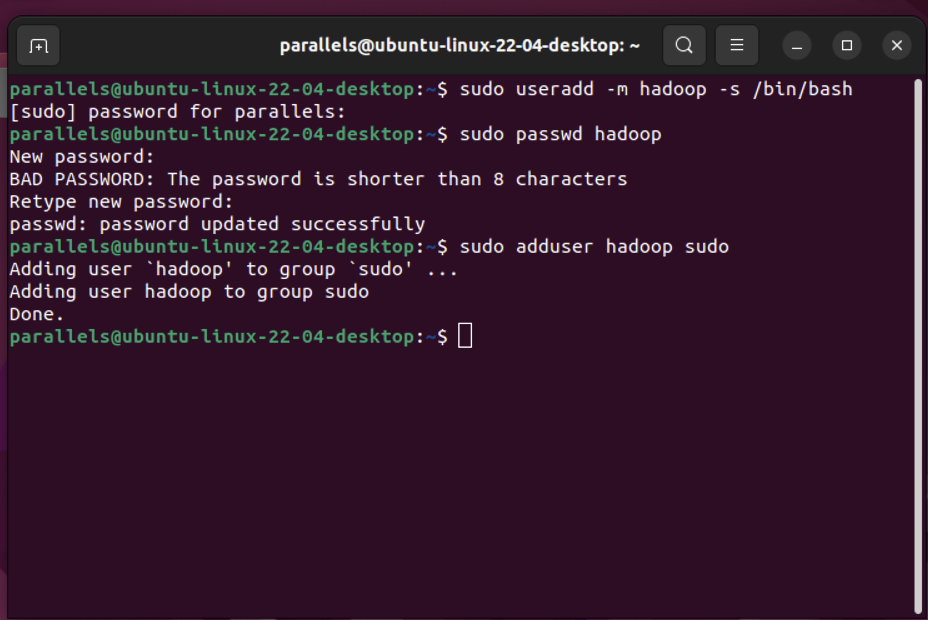 parallels@ubuntu-linux-22-04-desktop: ~
parallels@ubuntu-linux-22-04-desktop:~$ sudo useradd -m hadoop -s /bin/bash
[sudo] password for parallels:
parallels@ubuntu-linux-22-04-desktop:~$ sudo passwd hadoop
New password:
BAD PASSWORD: The password is shorter than 8 characters
Retype new password:
passwd: password updated successfully
parallels@ubuntu-linux-22-04-desktop:~$ sudo adduser hadoop sudo
Adding user `hadoop' to group `sudo' ...
Adding user hadoop to group sudo
Done.
parallels@ubuntu-linux-22-04-desktop:~$